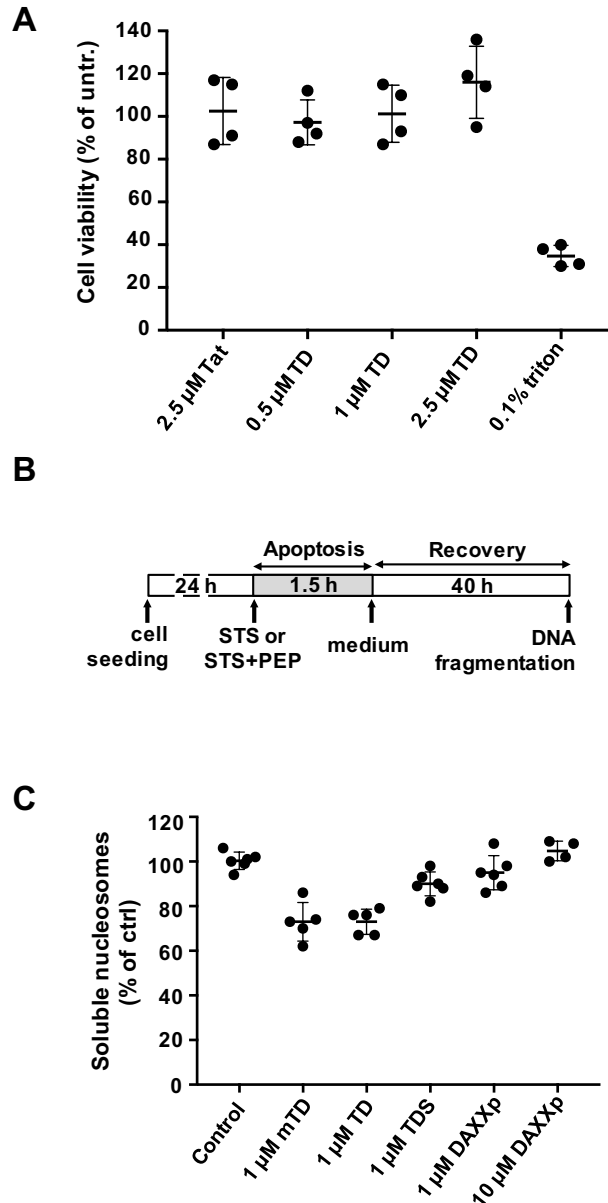 A
Cell viability (% of untr.)
140
120
100
80
60
40
20
0
2.5 µM Tat
0.5 µM TD
1 µM TD
2.5 µM TD
0.1% triton
B
Apoptosis
Recovery
24 h
1.5 h
40 h
cell
seeding
STS or
STS+PEP
medium
DNA
fragmentation
C
Soluble nucleosomes
(% of ctrl)
120
100
80
60
40
20
0
Control
1 µM mTD
1 µM TD
1 µM TDS
1 µM DAXXp
10 µM DAXXp